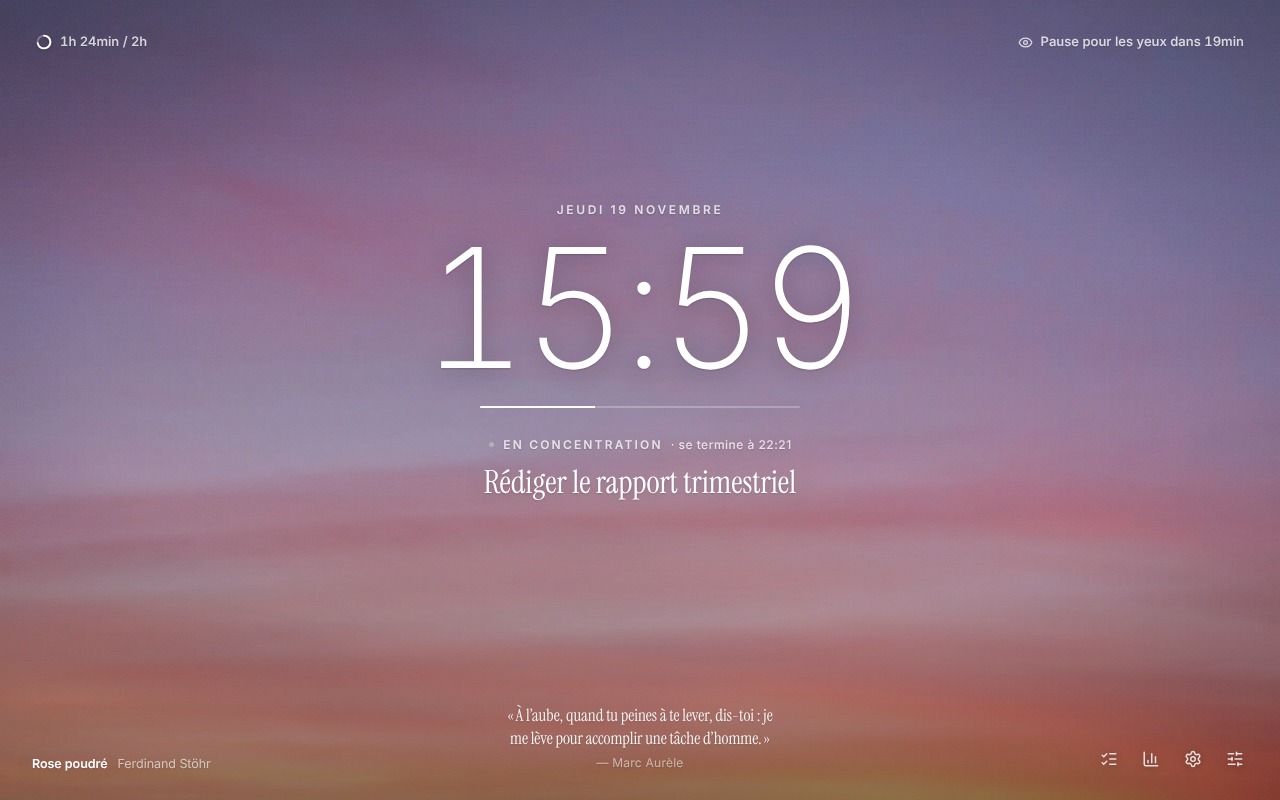 1h 24min / 2h
Pause pour les yeux dans 19min
JEUDI 19 NOVEMBRE
15:59
EN CONCENTRATION · se termine à 22:21
Rédiger le rapport trimestriel
« À l’aube, quand tu peines à te lever, dis-toi : je
me lève pour accomplir une tâche d’homme. »
— Marc Aurèle
Rose poudré Ferdinand Stöhr